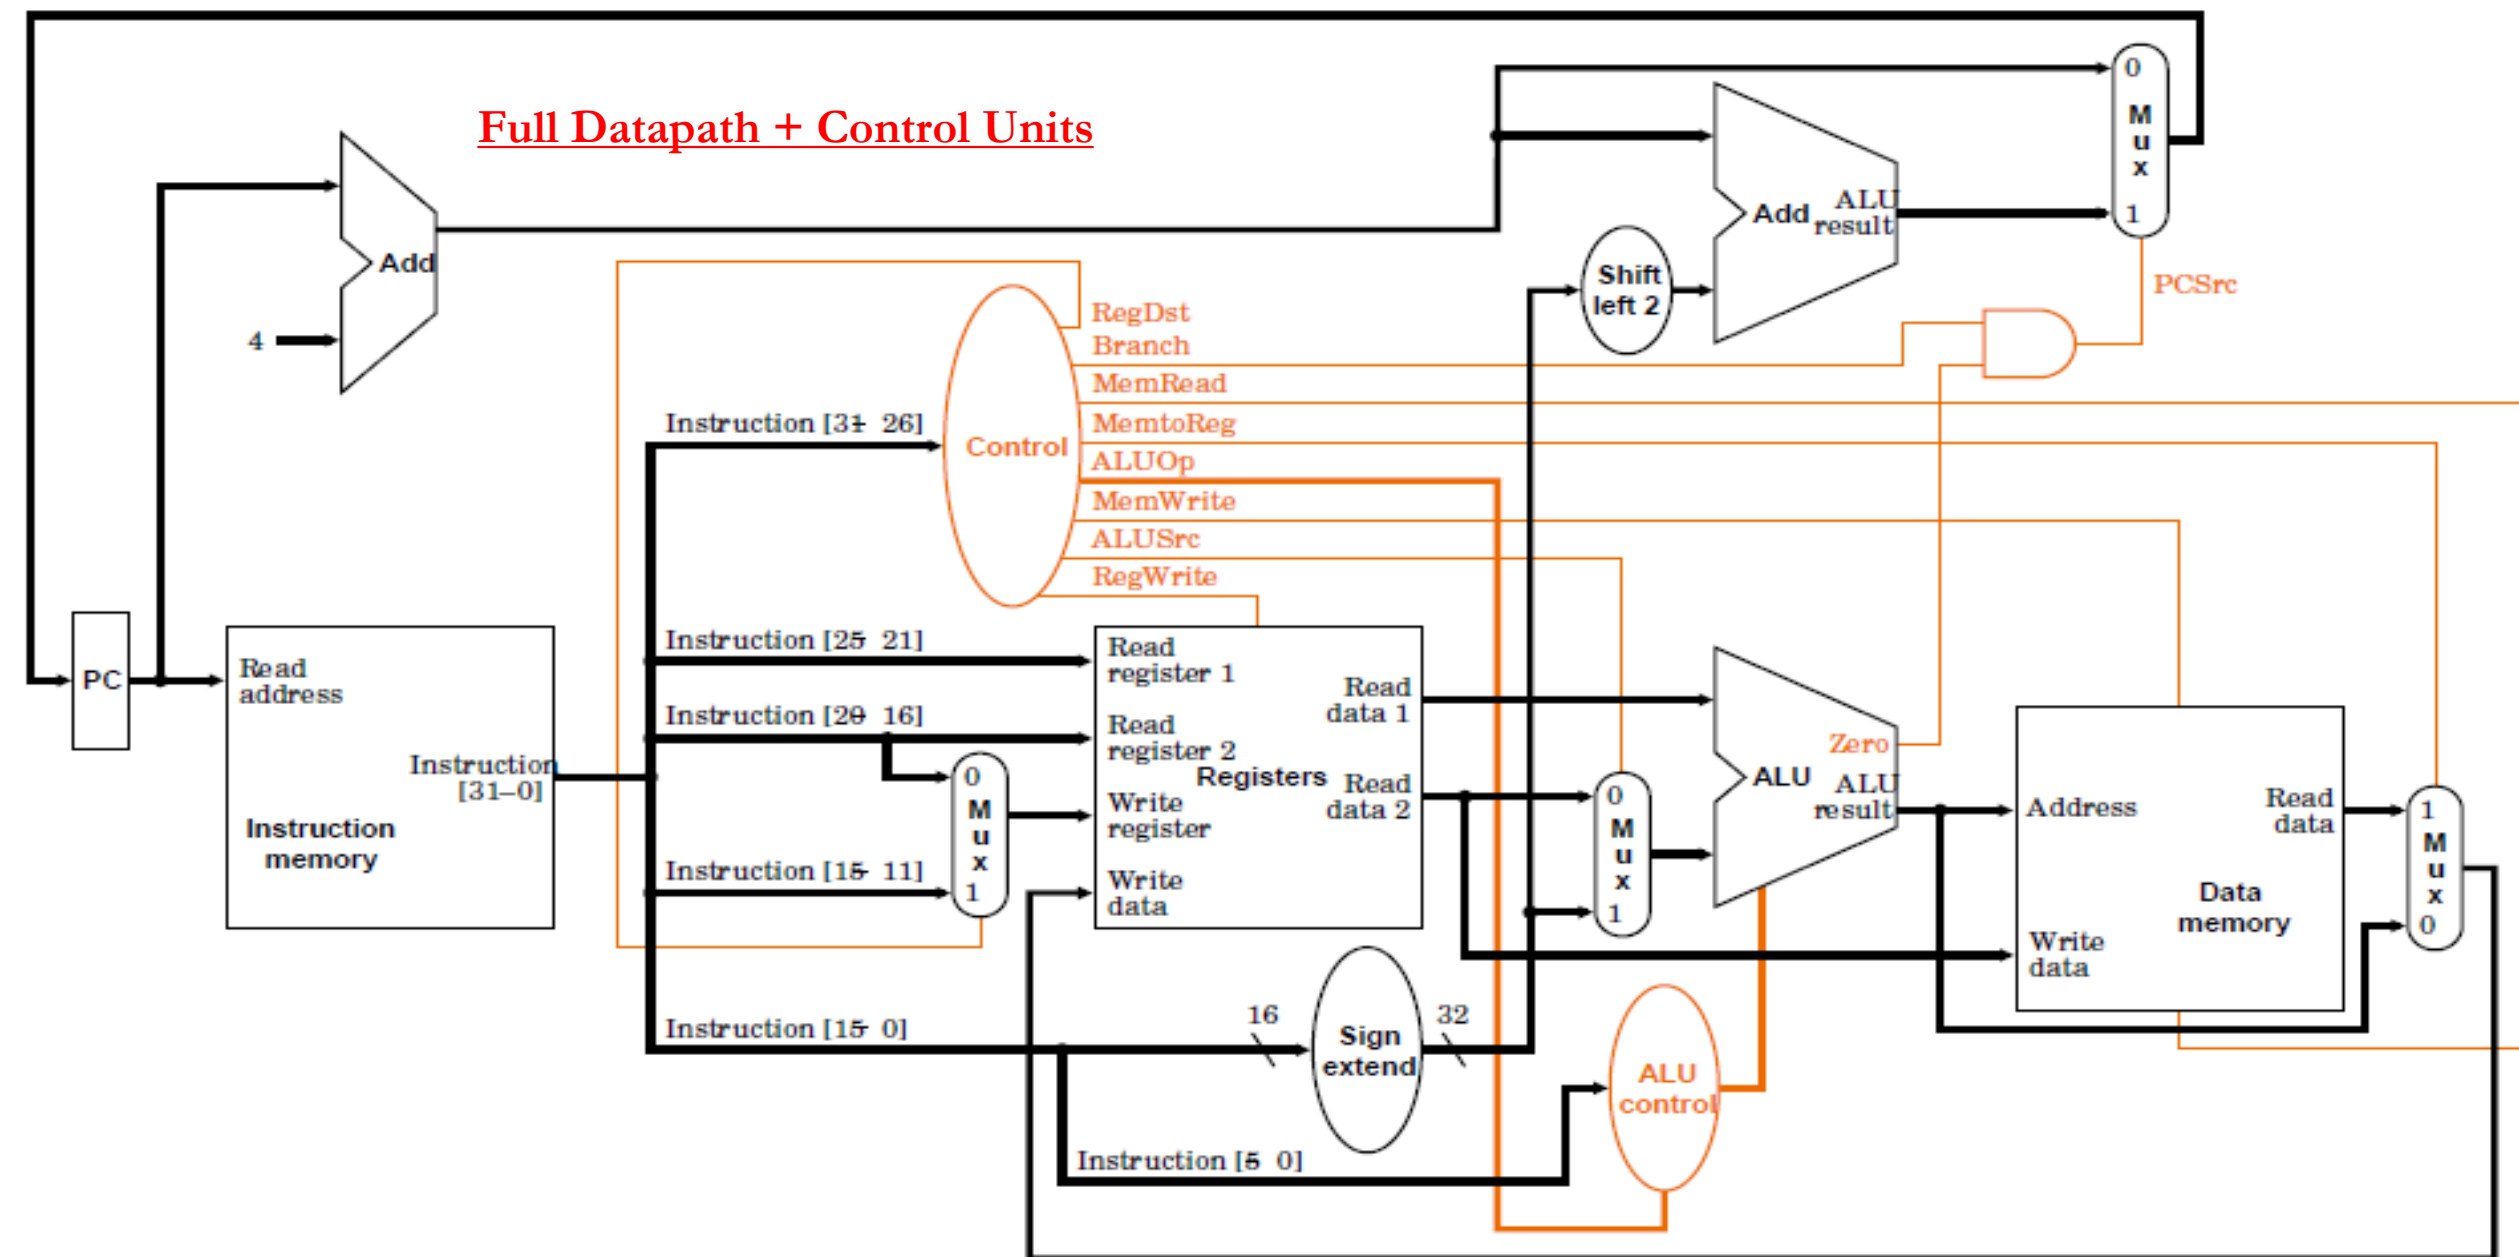 Full Datapath + Control Units
0
M
u
x
1
Add
ALU
result
Add
4
Shift
left 2
PCSrc
RegDst
Branch
MemRead
MemtoReg
ALUOp
MemWrite
ALUSrc
RegWrite
Control
Instruction [31 26]
Instruction [25 21]
Instruction [20 16]
Instruction [15 11]
Instruction [15 0]
Instruction [5 0]
PC
Read
address
Instruction
[31–0]
Instruction
memory
0
M
u
x
1
Read
register 1
Read
register 2
Write
register
Write
data
Registers
Read
data 1
Read
data 2
0
M
u
x
1
Zero
ALU
ALU
result
Address
Write
data
Read
data
Data
memory
1
M
u
x
0
16
Sign
extend
32
ALU
control